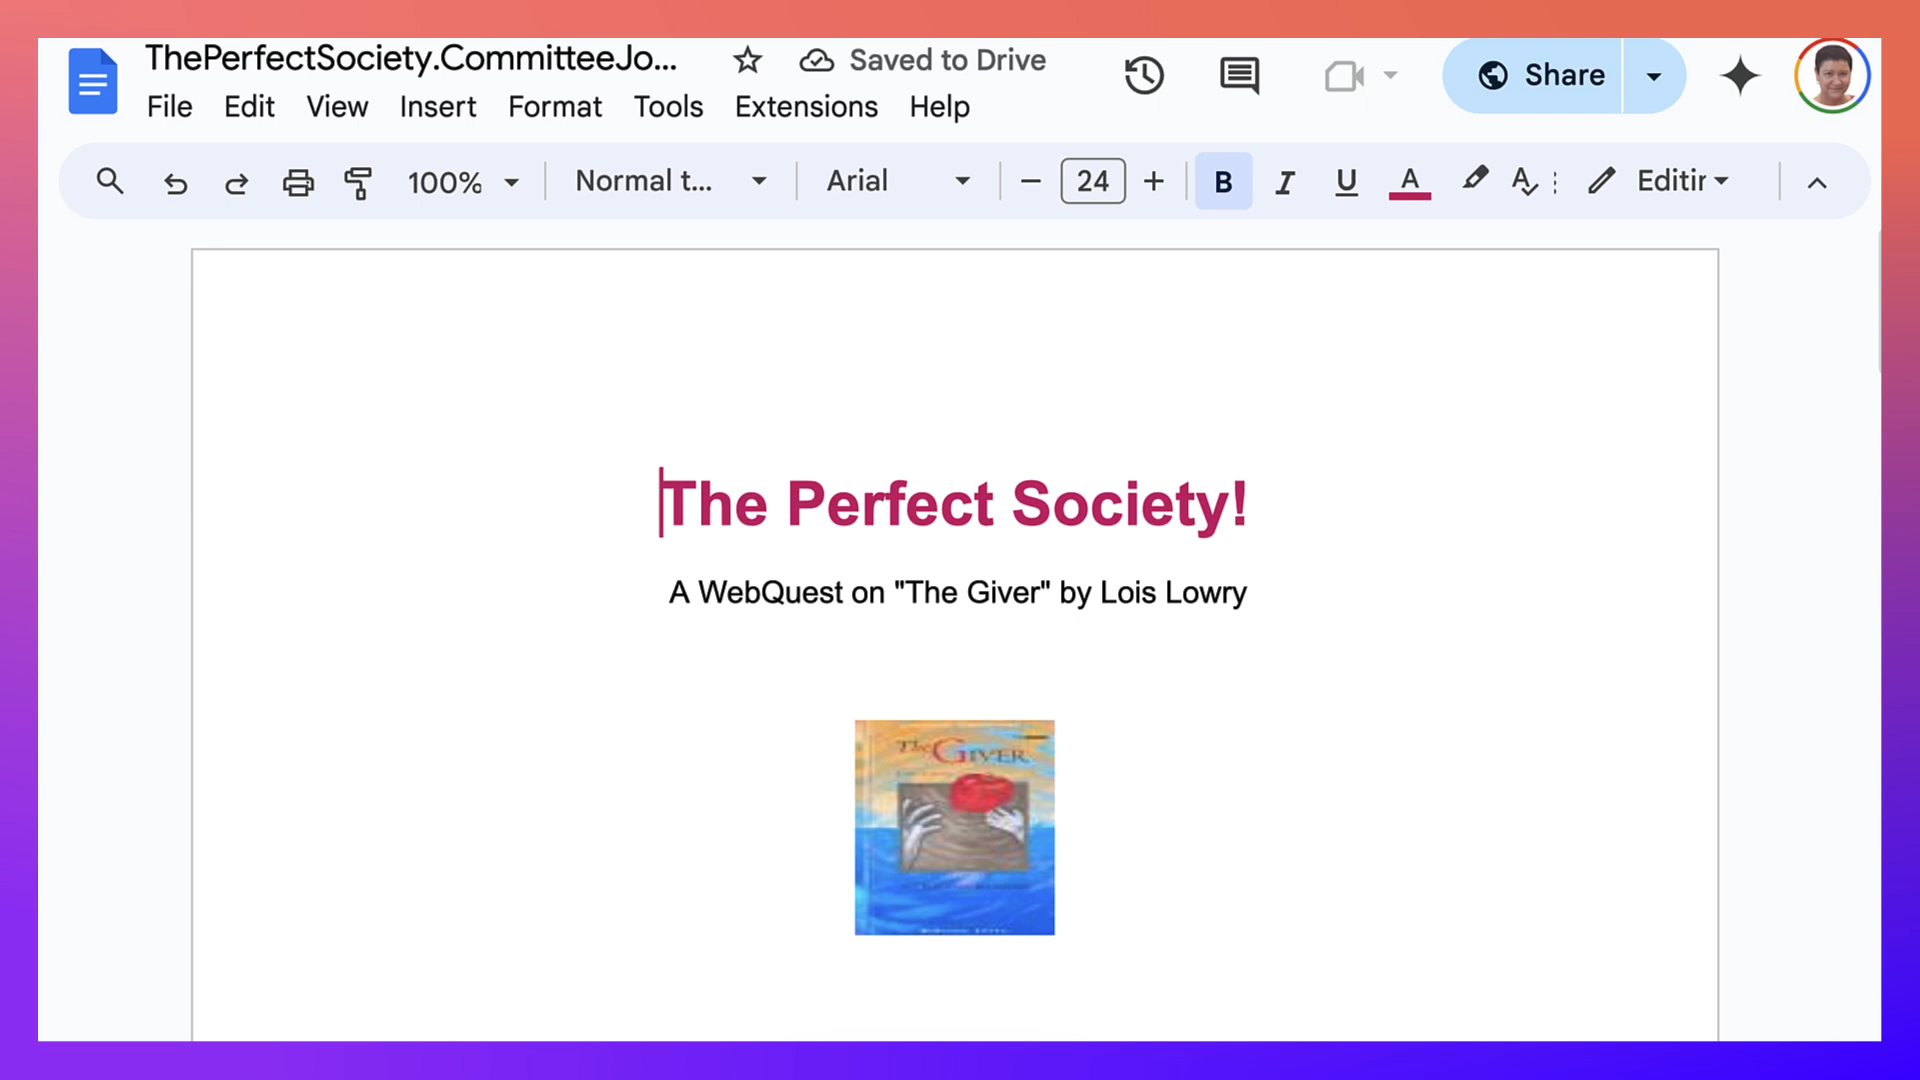 ThePerfectSociety.CommitteeJo...
Saved to Drive
Share
File Edit View Insert Format Tools Extensions Help
100% Normal t... Arial 24 B I U A A Editir
The Perfect Society!
A WebQuest on "The Giver" by Lois Lowry
The GIVER